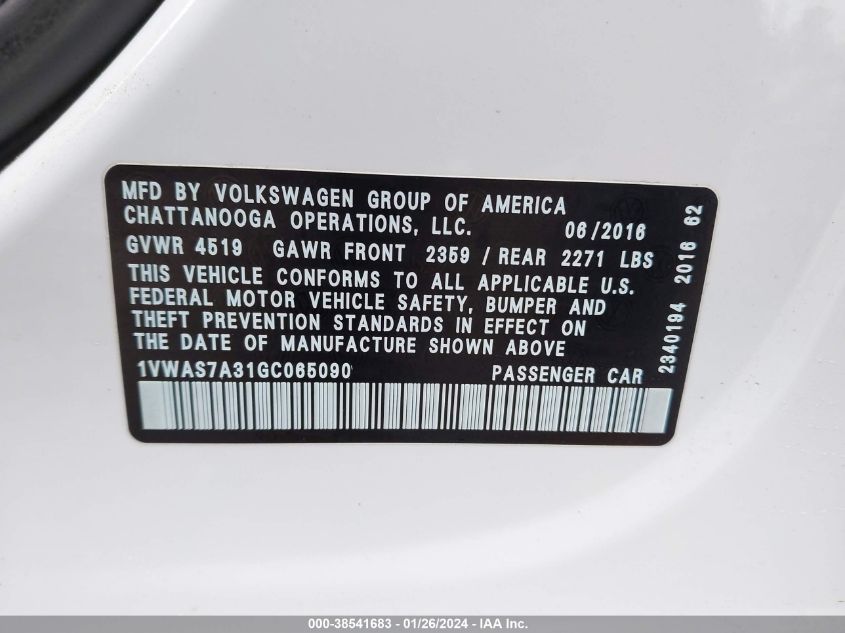 MFD BY VOLKSWAGEN GROUP OF AMERICA
CHATTANOOGA OPERATIONS, LLC. 06/2016
GVWR 4519 GAWR FRONT 2359 / REAR 2271 LBS
THIS VEHICLE CONFORMS TO ALL APPLICABLE U.S.
FEDERAL MOTOR VEHICLE SAFETY, BUMPER AND
THEFT PREVENTION STANDARDS IN EFFECT ON
THE DATE OF MANUFACTURE SHOWN ABOVE
1VWAS7A31GC065090 PASSENGER CAR
2340194 2016 62
000-38541683 - 01/26/2024 - IAA Inc.